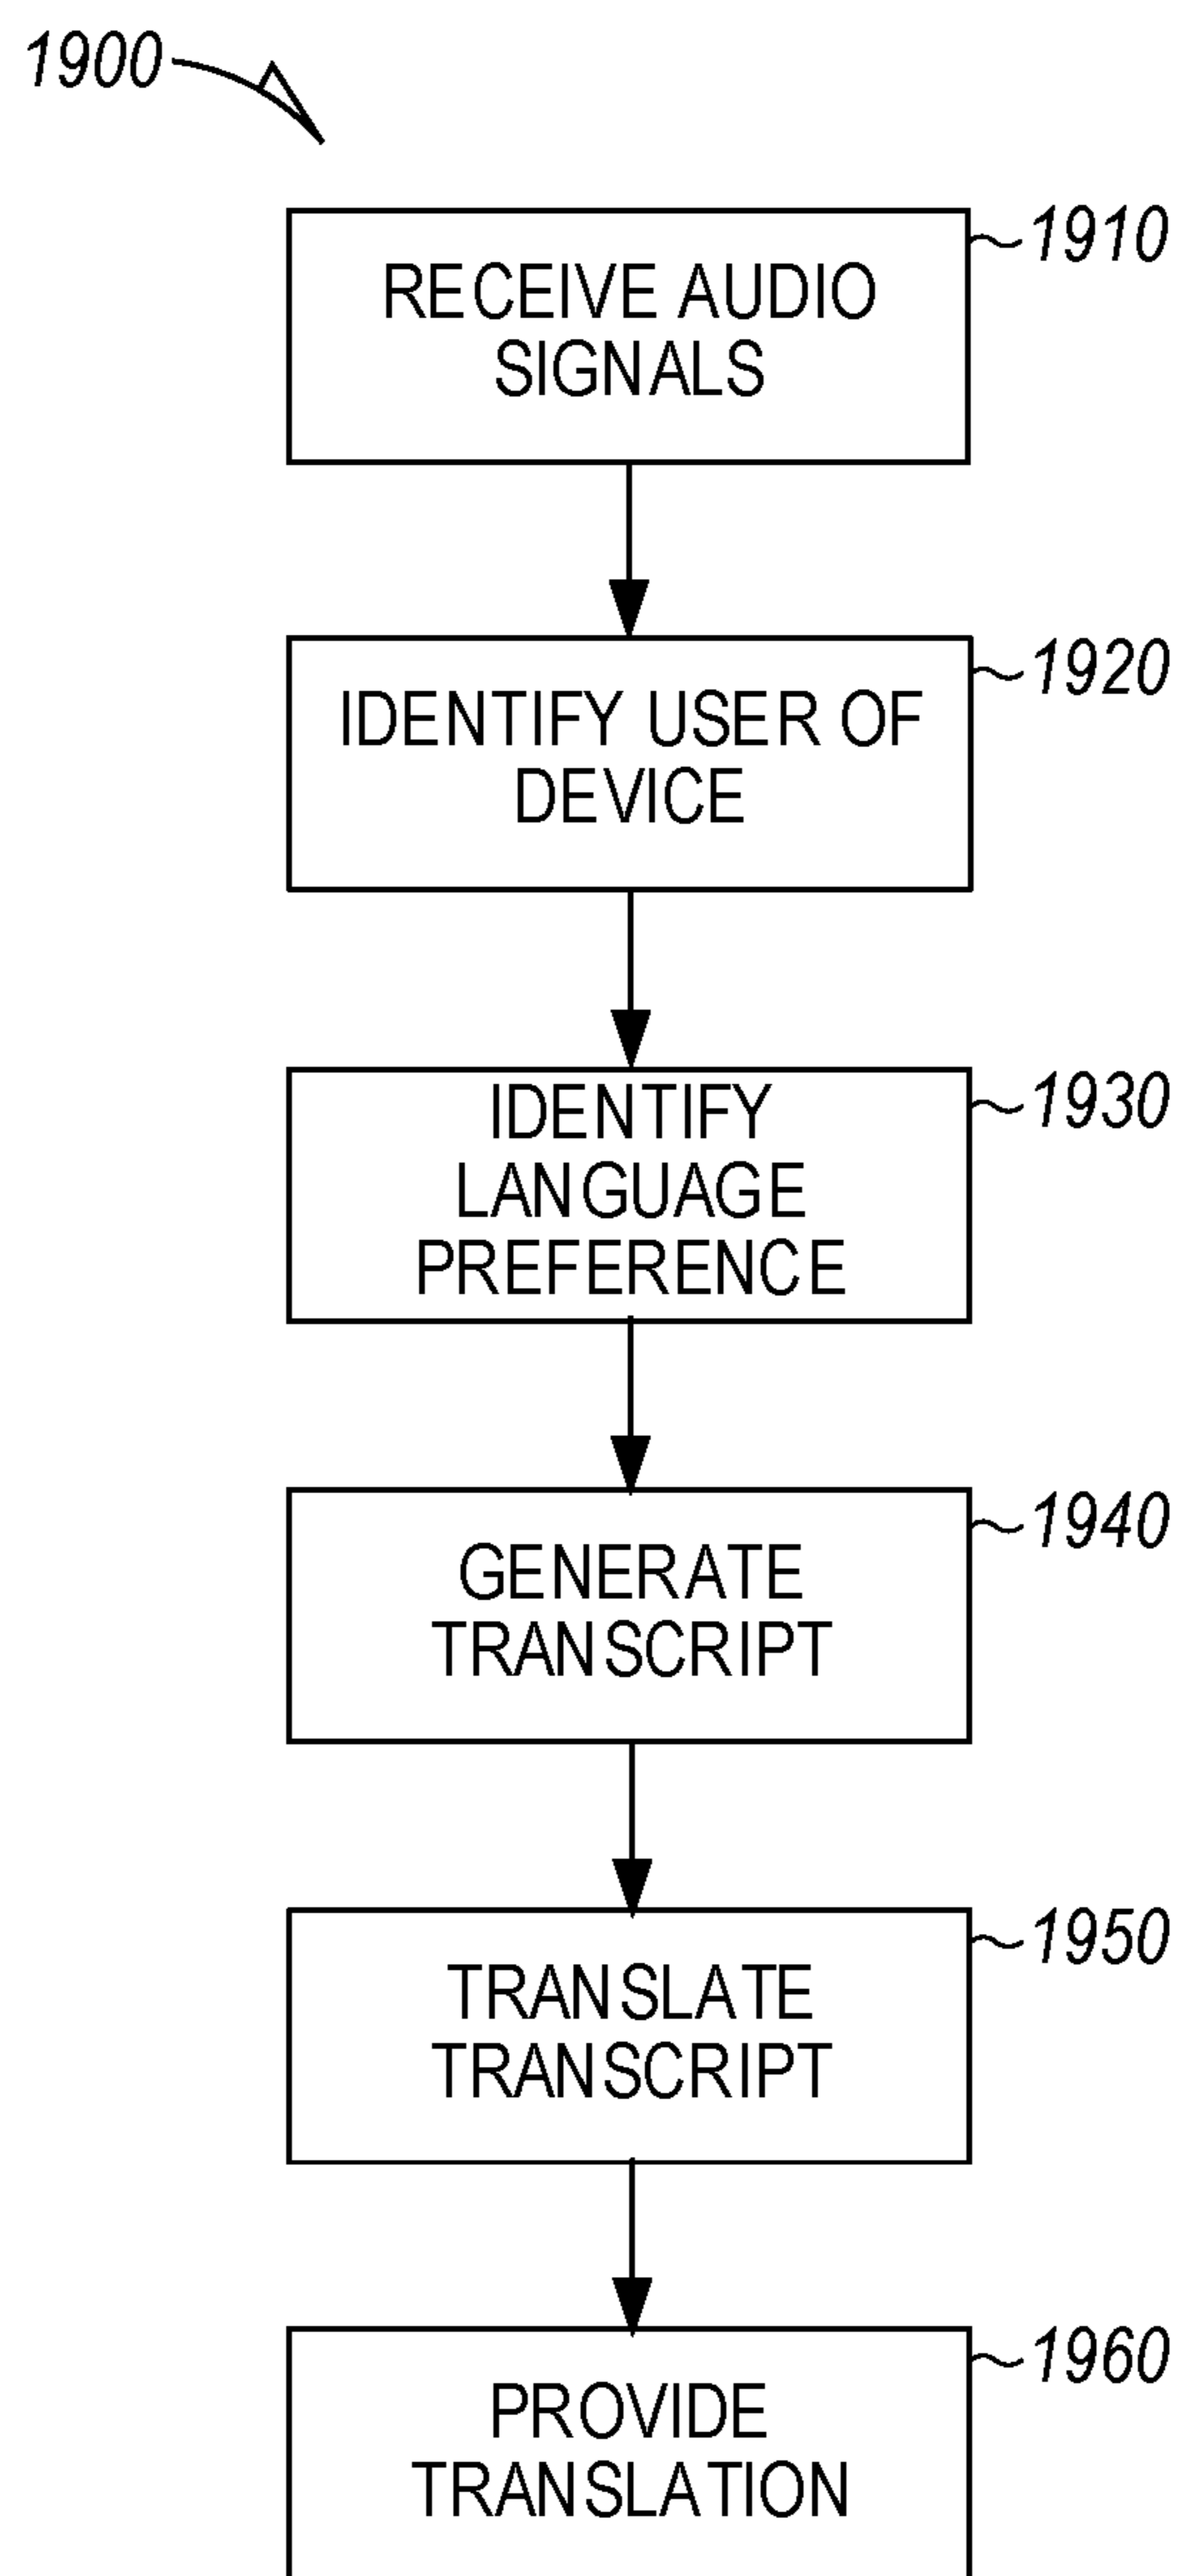 1900
1910
RECEIVE AUDIO
SIGNALS
1920
IDENTIFY USER OF
DEVICE
1930
IDENTIFY
LANGUAGE
PREFERENCE
1940
GENERATE
TRANSCRIPT
1950
TRANSLATE
TRANSCRIPT
1960
PROVIDE
TRANSLATION